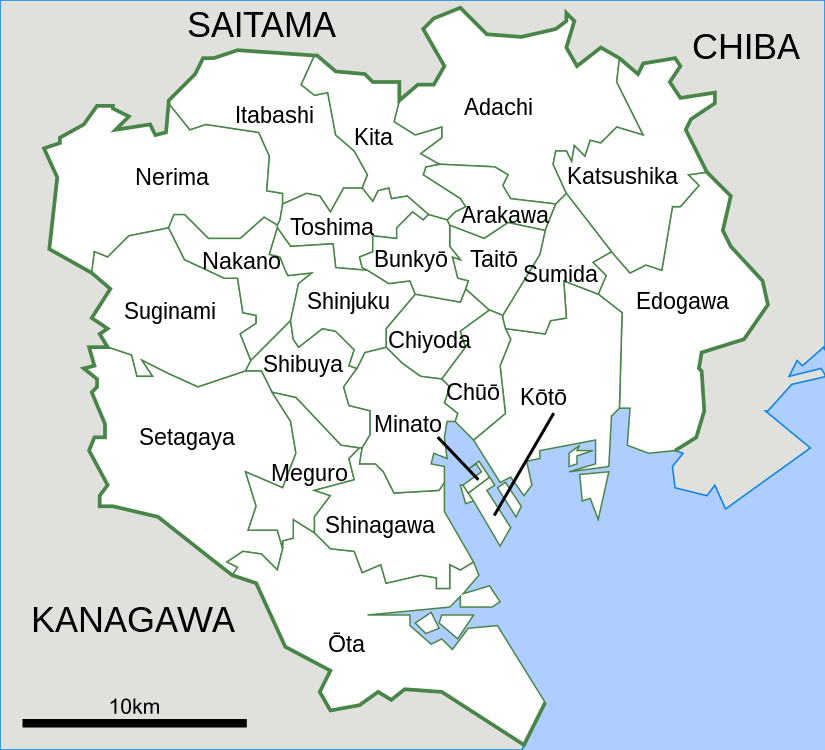 SAITAMA
CHIBA
Adachi
Itabashi
Kita
Nerima
Katsushika
Arakawa
Toshima
Nakano
Bunkyō
Taitō
Sumida
Shinjuku
Edogawa
Suginami
Chiyoda
Shibuya
Chūō
Kōtō
Minato
Setagaya
Meguro
Shinagawa
KANAGAWA
Ōta
10km